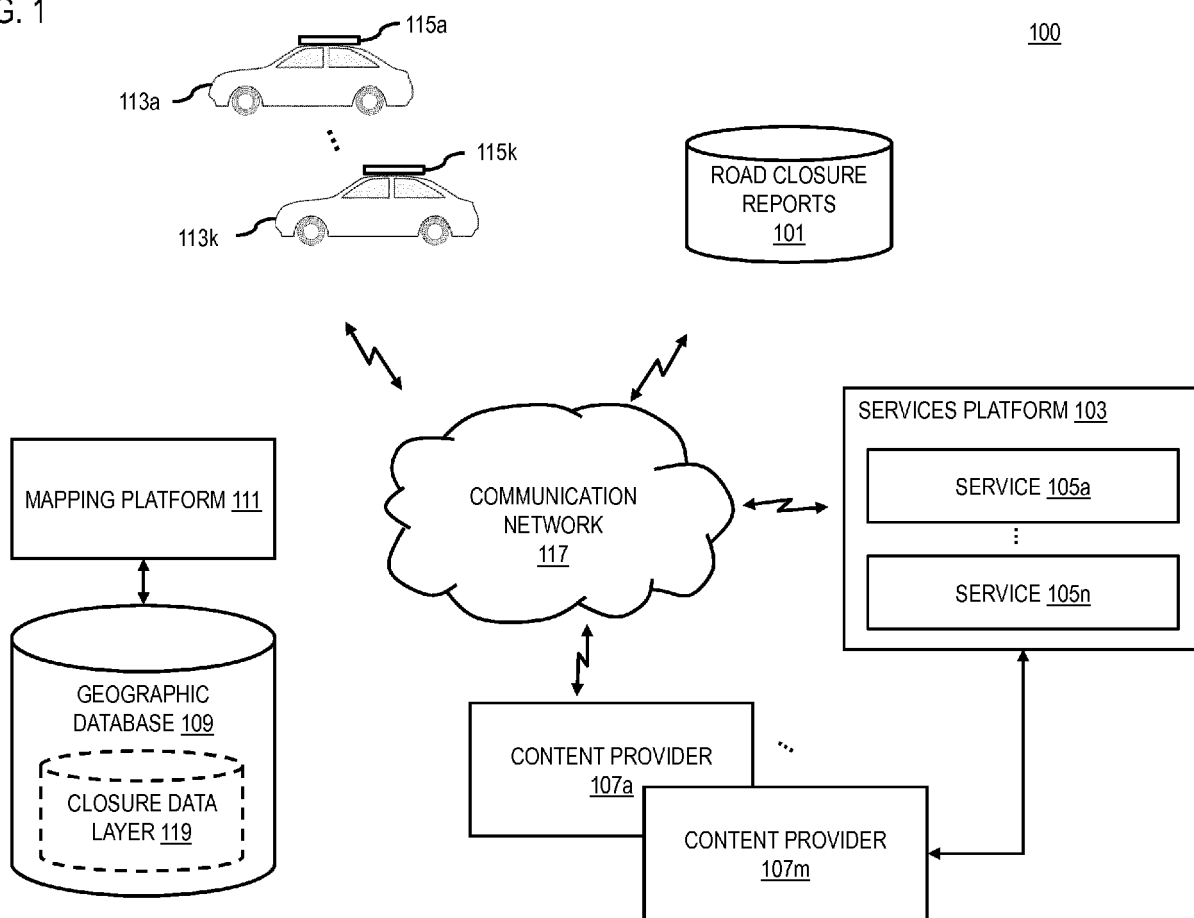 G. 1
115a
100
113a
115k
113k
ROAD CLOSURE
REPORTS
101
SERVICES PLATFORM 103
SERVICE 105a
SERVICE 105n
MAPPING PLATFORM 111
COMMUNICATION
NETWORK
117
GEOGRAPHIC
DATABASE 109
CLOSURE DATA
LAYER 119
CONTENT PROVIDER
107a
CONTENT PROVIDER
107m